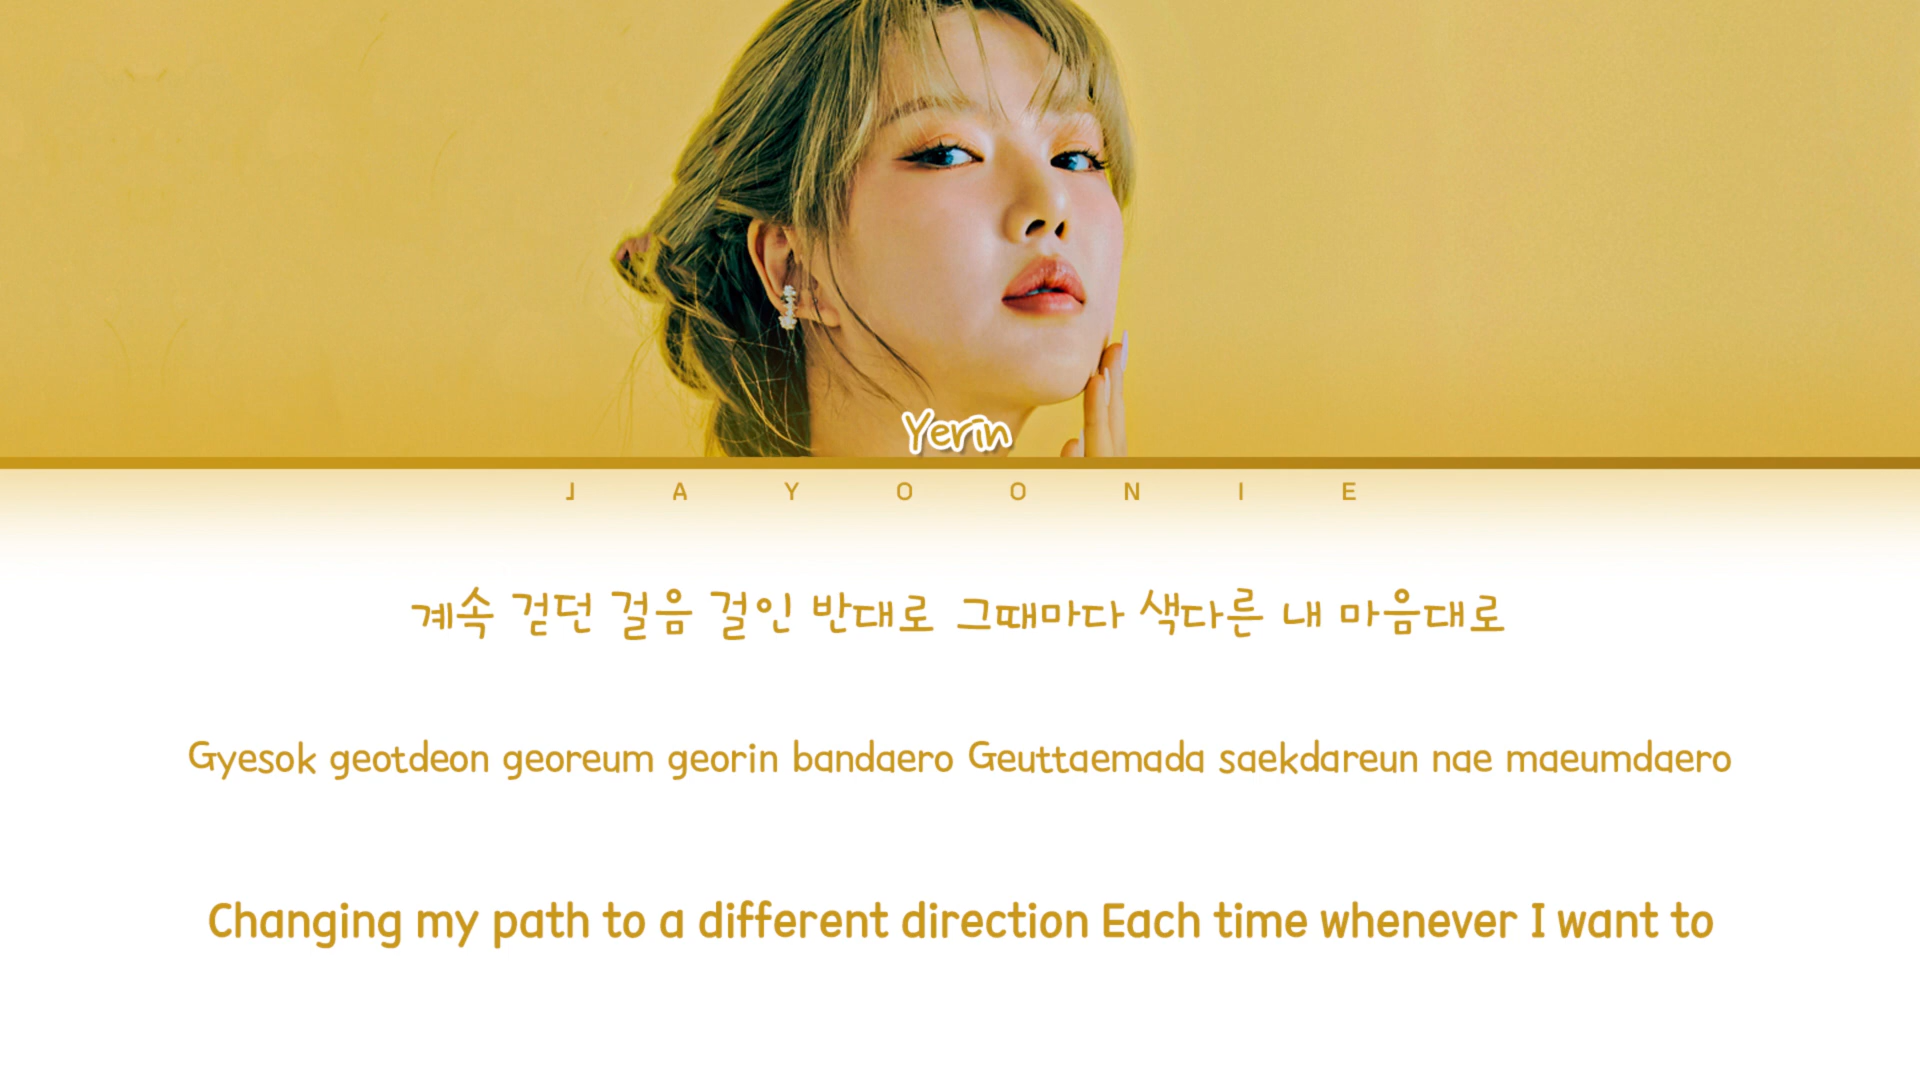 Yerin
J A Y O O N I E
계속 걷던 걸음 걸인 반대로 그때마다 색다른 내 마음대로
Gyesok geotdeon georeum georin bandaero Geuttaemada saekdareun nae maeumdaero
Changing my path to a different direction Each time whenever I want to